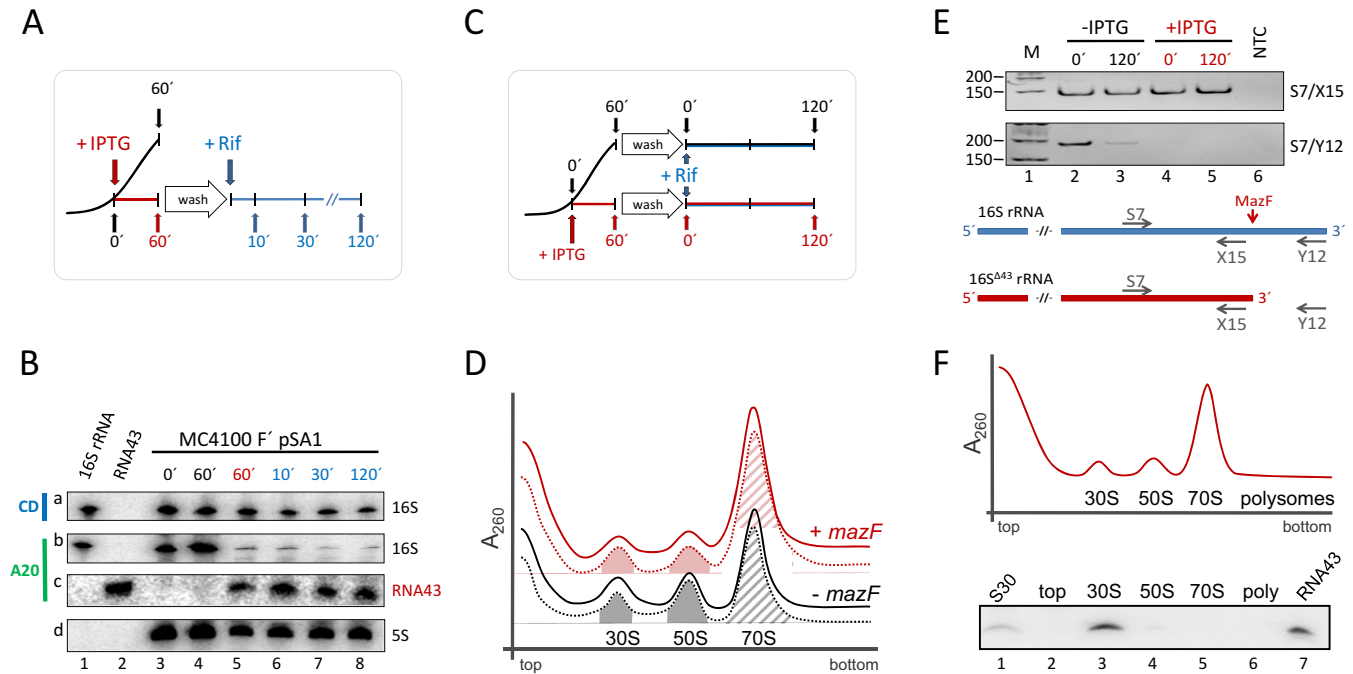 A
60´
+ IPTG
+ Rif
wash
0´
60´
10´
30´
120´
B
16S rRNA
RNA43
MC4100 F´ pSA1
0´ 60´ 60´ 10´ 30´ 120´
CD
a
16S
A20
b
16S
c
RNA43
d
5S
1 2 3 4 5 6 7 8
C
60´
0´
120´
0´
wash
+ Rif
wash
+ IPTG
60´
0´
120´
D
A260
+ mazF
- mazF
30S 50S 70S
top
bottom
E
-IPTG
+IPTG
NTC
M
0´ 120´ 0´ 120´
200
150
S7/X15
200
150
S7/Y12
1 2 3 4 5 6
MazF
16S rRNA
S7
5´
-//-
3´
X15
Y12
16SΔ43 rRNA
S7
5´
-//-
3´
X15
Y12
F
A260
30S 50S 70S polysomes
top
bottom
S30 top 30S 50S 70S poly RNA43
1 2 3 4 5 6 7